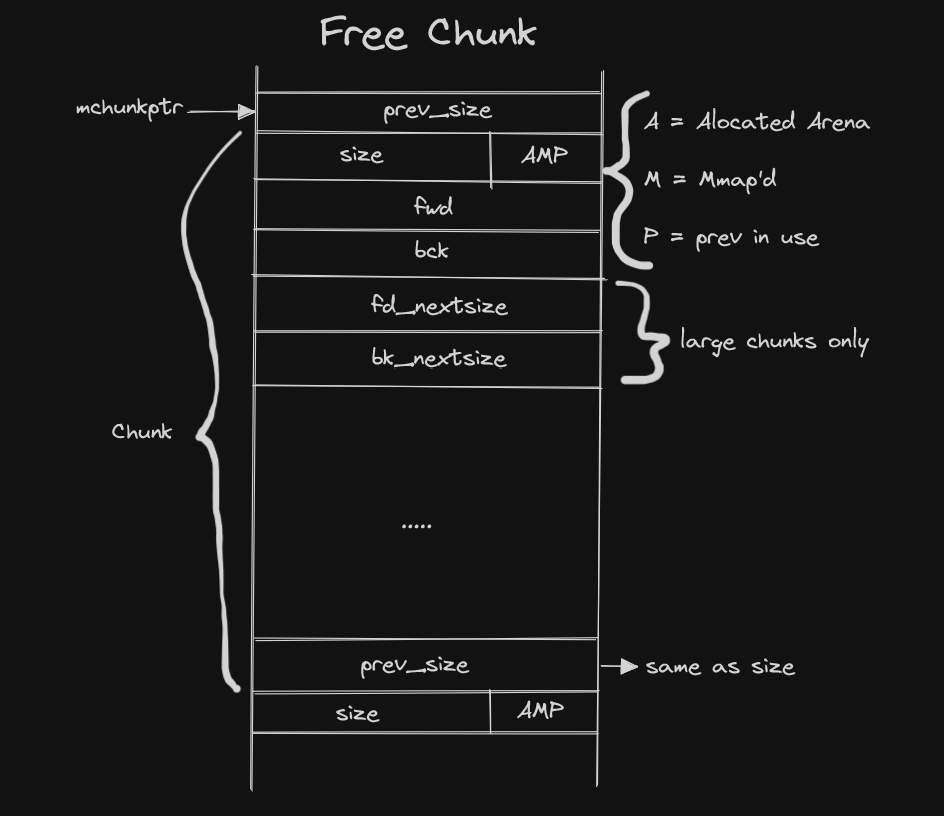 Free Chunk
mchunkptr
prev_size
size
AMP
fwd
bck
fd_nextsize
bk_nextsize
.....
prev_size
size
AMP
A = Alocated Arena
M = Mmap'd
P = prev in use
large chunks only
Chunk
same as size